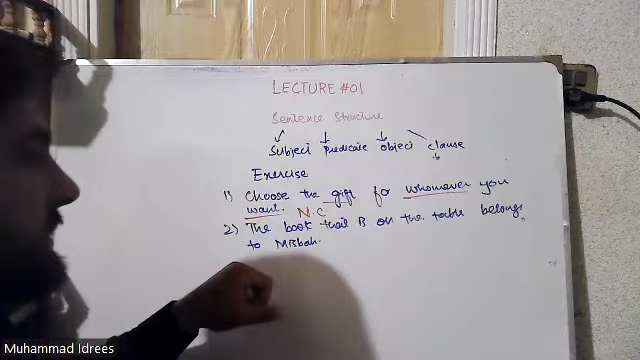 LECTURE #01
Sentence Structure
Subject Predicate object clause
Exercise
1) Choose the gift for whomever you
want. N.C
2) The book that is on the table belongs
to Misbah.
Muhammad Idrees